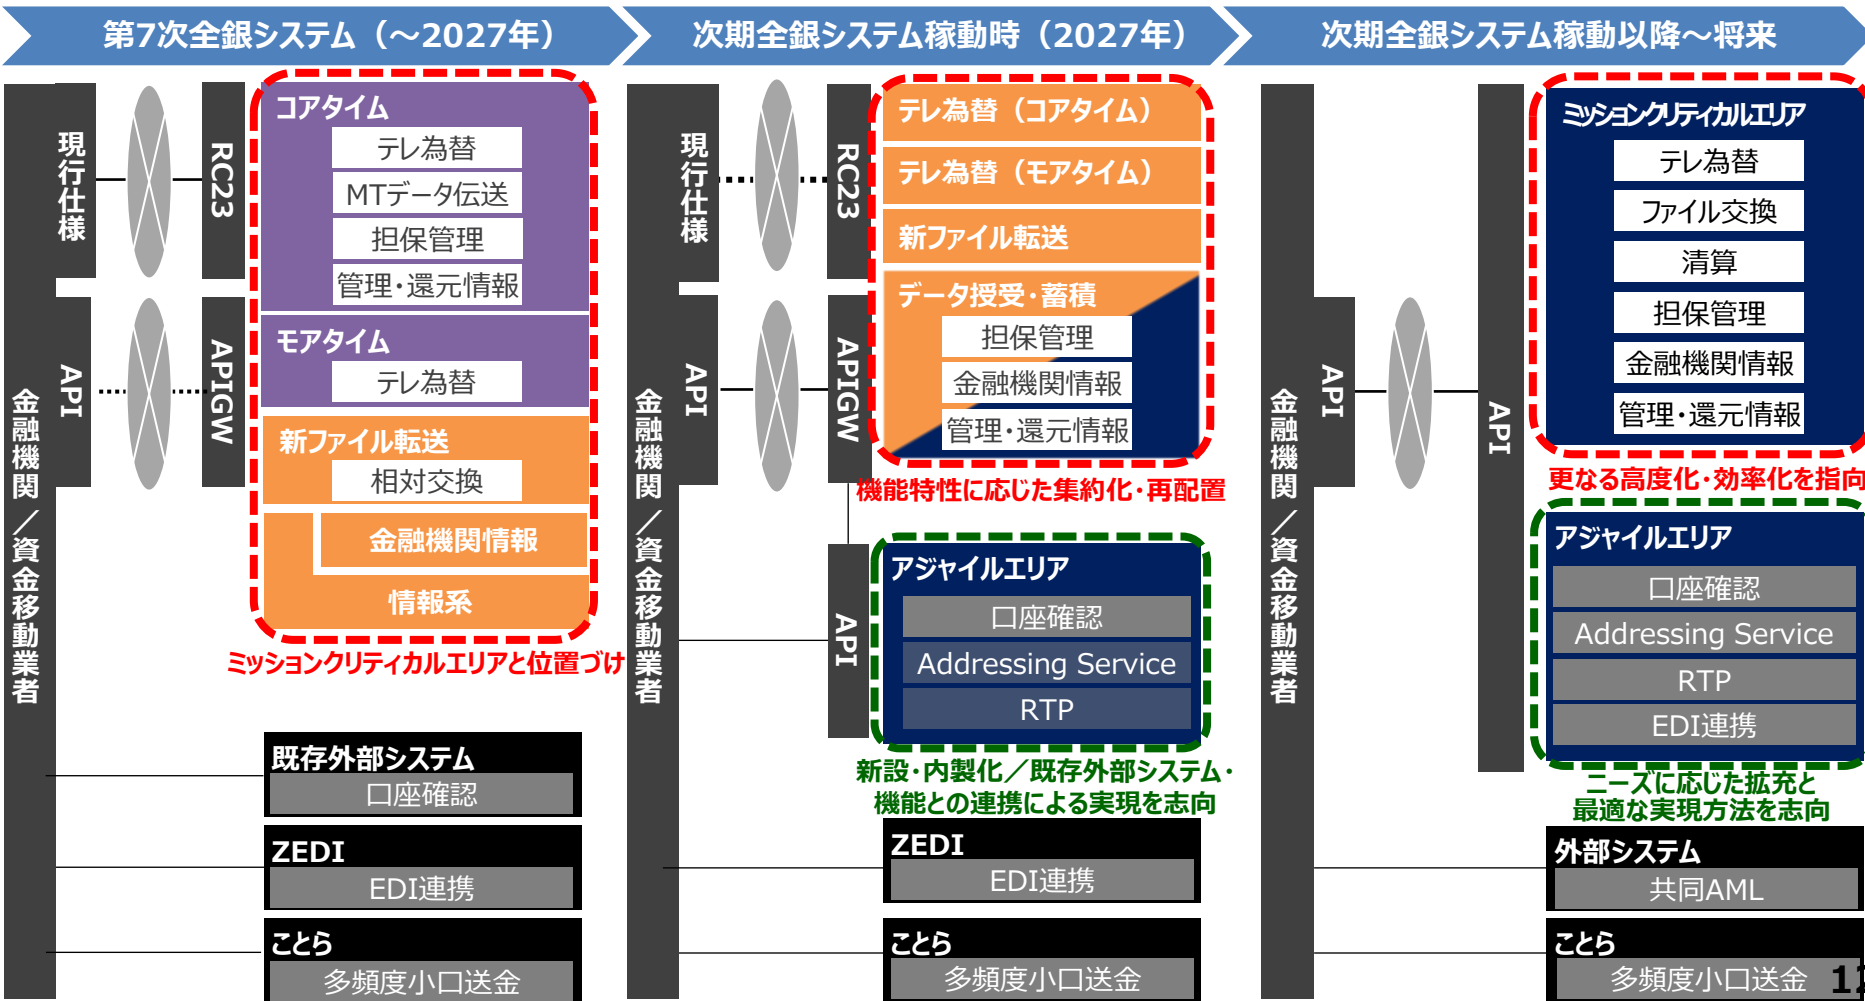 第7次全銀システム（～2027年）
現行仕様
RC23
API
APIGW
金融機関／資金移動業者
コアタイム
テレ為替
MTデータ伝送
担保管理
管理・還元情報
モアタイム
テレ為替
新ファイル転送
相対交換
金融機関情報
情報系
ミッションクリティカルエリアと位置づけ
既存外部システム
口座確認
ZEDI
EDI連携
ことら
多頻度小口送金
次期全銀システム稼動時（2027年）
現行仕様
RC23
API
APIGW
金融機関／資金移動業者
テレ為替（コアタイム）
テレ為替（モアタイム）
新ファイル転送
データ授受・蓄積
担保管理
金融機関情報
管理・還元情報
機能特性に応じた集約化・再配置
API
アジャイルエリア
口座確認
Addressing Service
RTP
新設・内製化／既存外部システム・
機能との連携による実現を志向
ZEDI
EDI連携
ことら
多頻度小口送金
次期全銀システム稼動以降～将来
API
API
金融機関／資金移動業者
ミッションクリティカルエリア
テレ為替
ファイル交換
清算
担保管理
金融機関情報
管理・還元情報
更なる高度化・効率化を指向
アジャイルエリア
口座確認
Addressing Service
RTP
EDI連携
ニーズに応じた拡充と
最適な実現方法を志向
外部システム
共同AML
ことら
多頻度小口送金